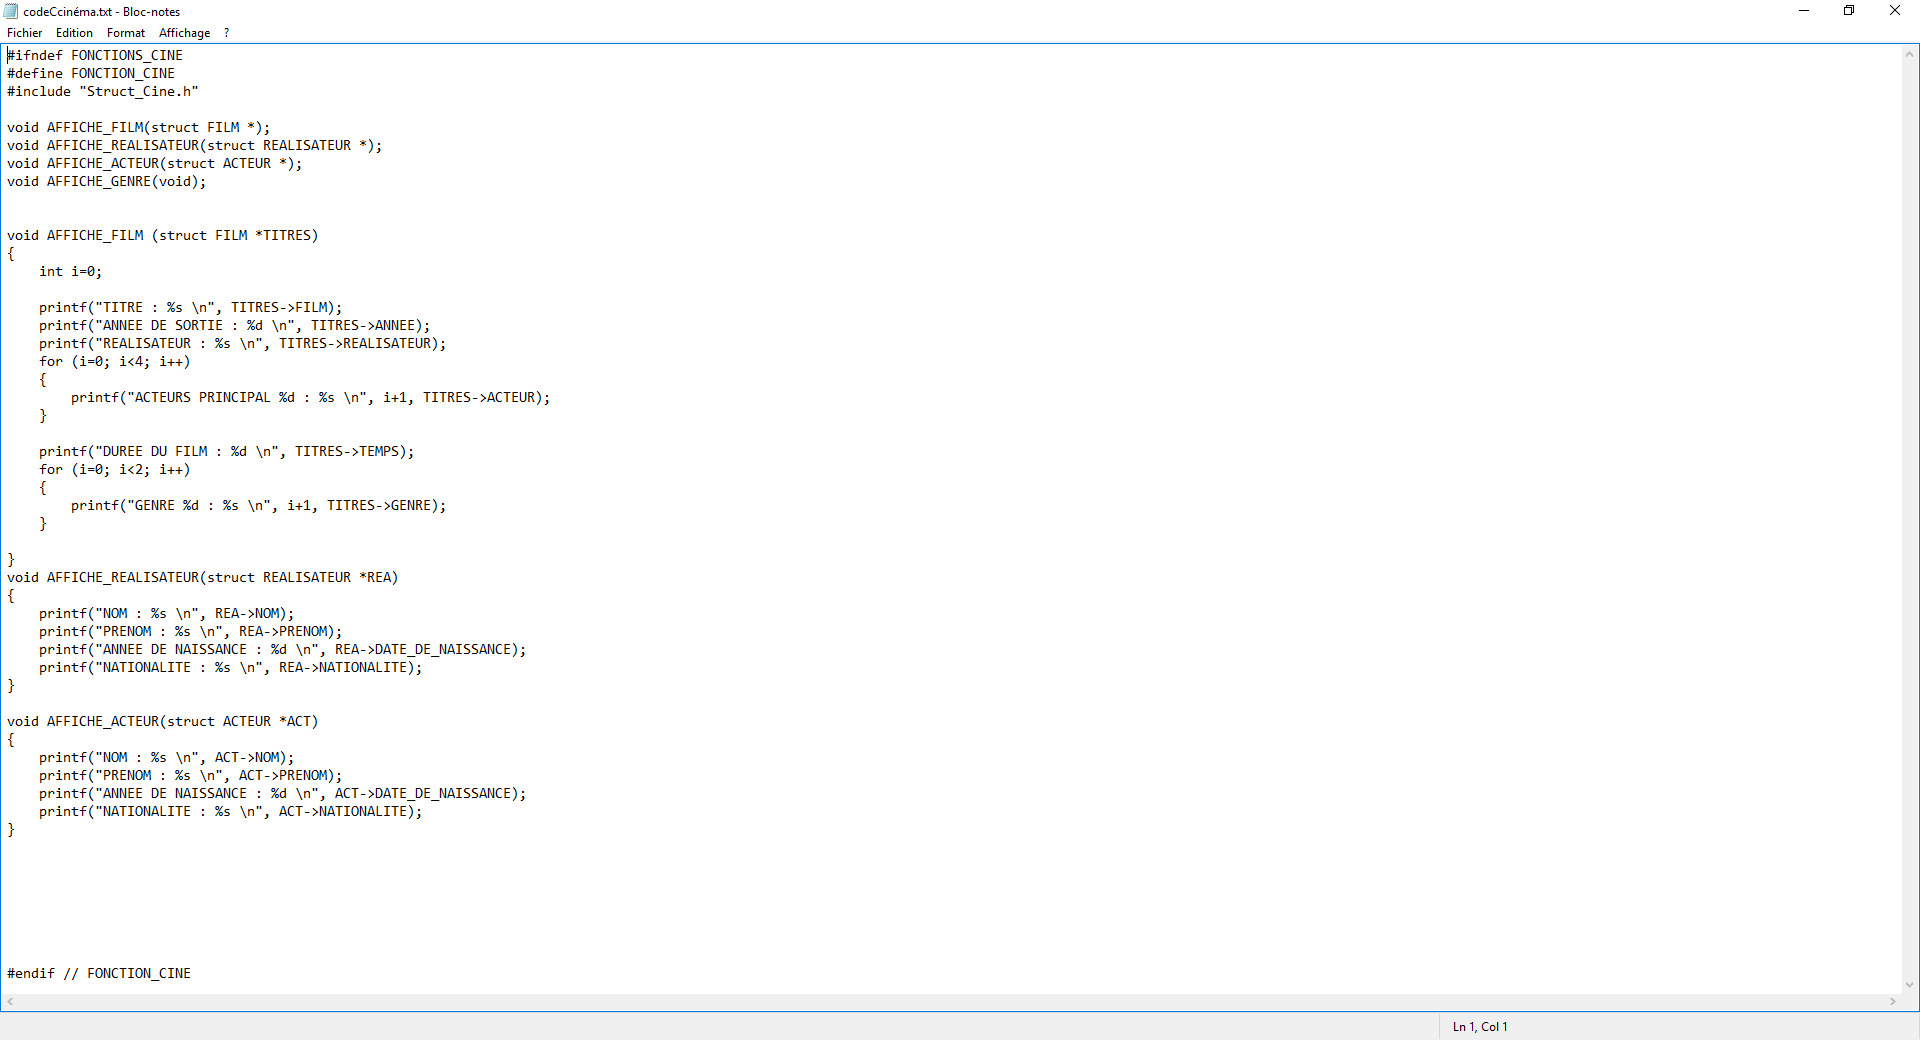 codeCcinéma.txt - Bloc-notes
Fichier Edition Format Affichage ?
#ifndef FONCTIONS_CINE
#define FONCTION_CINE
#include "Struct_Cine.h"
void AFFICHE_FILM(struct FILM *);
void AFFICHE_REALISATEUR(struct REALISATEUR *);
void AFFICHE_ACTEUR(struct ACTEUR *);
void AFFICHE_GENRE(void);
void AFFICHE_FILM (struct FILM *TITRES)
{
    int i=0;
    printf("TITRE : %s \n", TITRES->FILM);
    printf("ANNEE DE SORTIE : %d \n", TITRES->ANNEE);
    printf("REALISATEUR : %s \n", TITRES->REALISATEUR);
    for (i=0; i<4; i++)
    {
        printf("ACTEURS PRINCIPAL %d : %s \n", i+1, TITRES->ACTEUR);
    }
    printf("DUREE DU FILM : %d \n", TITRES->TEMPS);
    for (i=0; i<2; i++)
    {
        printf("GENRE %d : %s \n", i+1, TITRES->GENRE);
    }
}
void AFFICHE_REALISATEUR(struct REALISATEUR *REA)
{
    printf("NOM : %s \n", REA->NOM);
    printf("PRENOM : %s \n", REA->PRENOM);
    printf("ANNEE DE NAISSANCE : %d \n", REA->DATE_DE_NAISSANCE);
    printf("NATIONALITE : %s \n", REA->NATIONALITE);
}
void AFFICHE_ACTEUR(struct ACTEUR *ACT)
{
    printf("NOM : %s \n", ACT->NOM);
    printf("PRENOM : %s \n", ACT->PRENOM);
    printf("ANNEE DE NAISSANCE : %d \n", ACT->DATE_DE_NAISSANCE);
    printf("NATIONALITE : %s \n", ACT->NATIONALITE);
}
#endif // FONCTION_CINE
Ln 1, Col 1